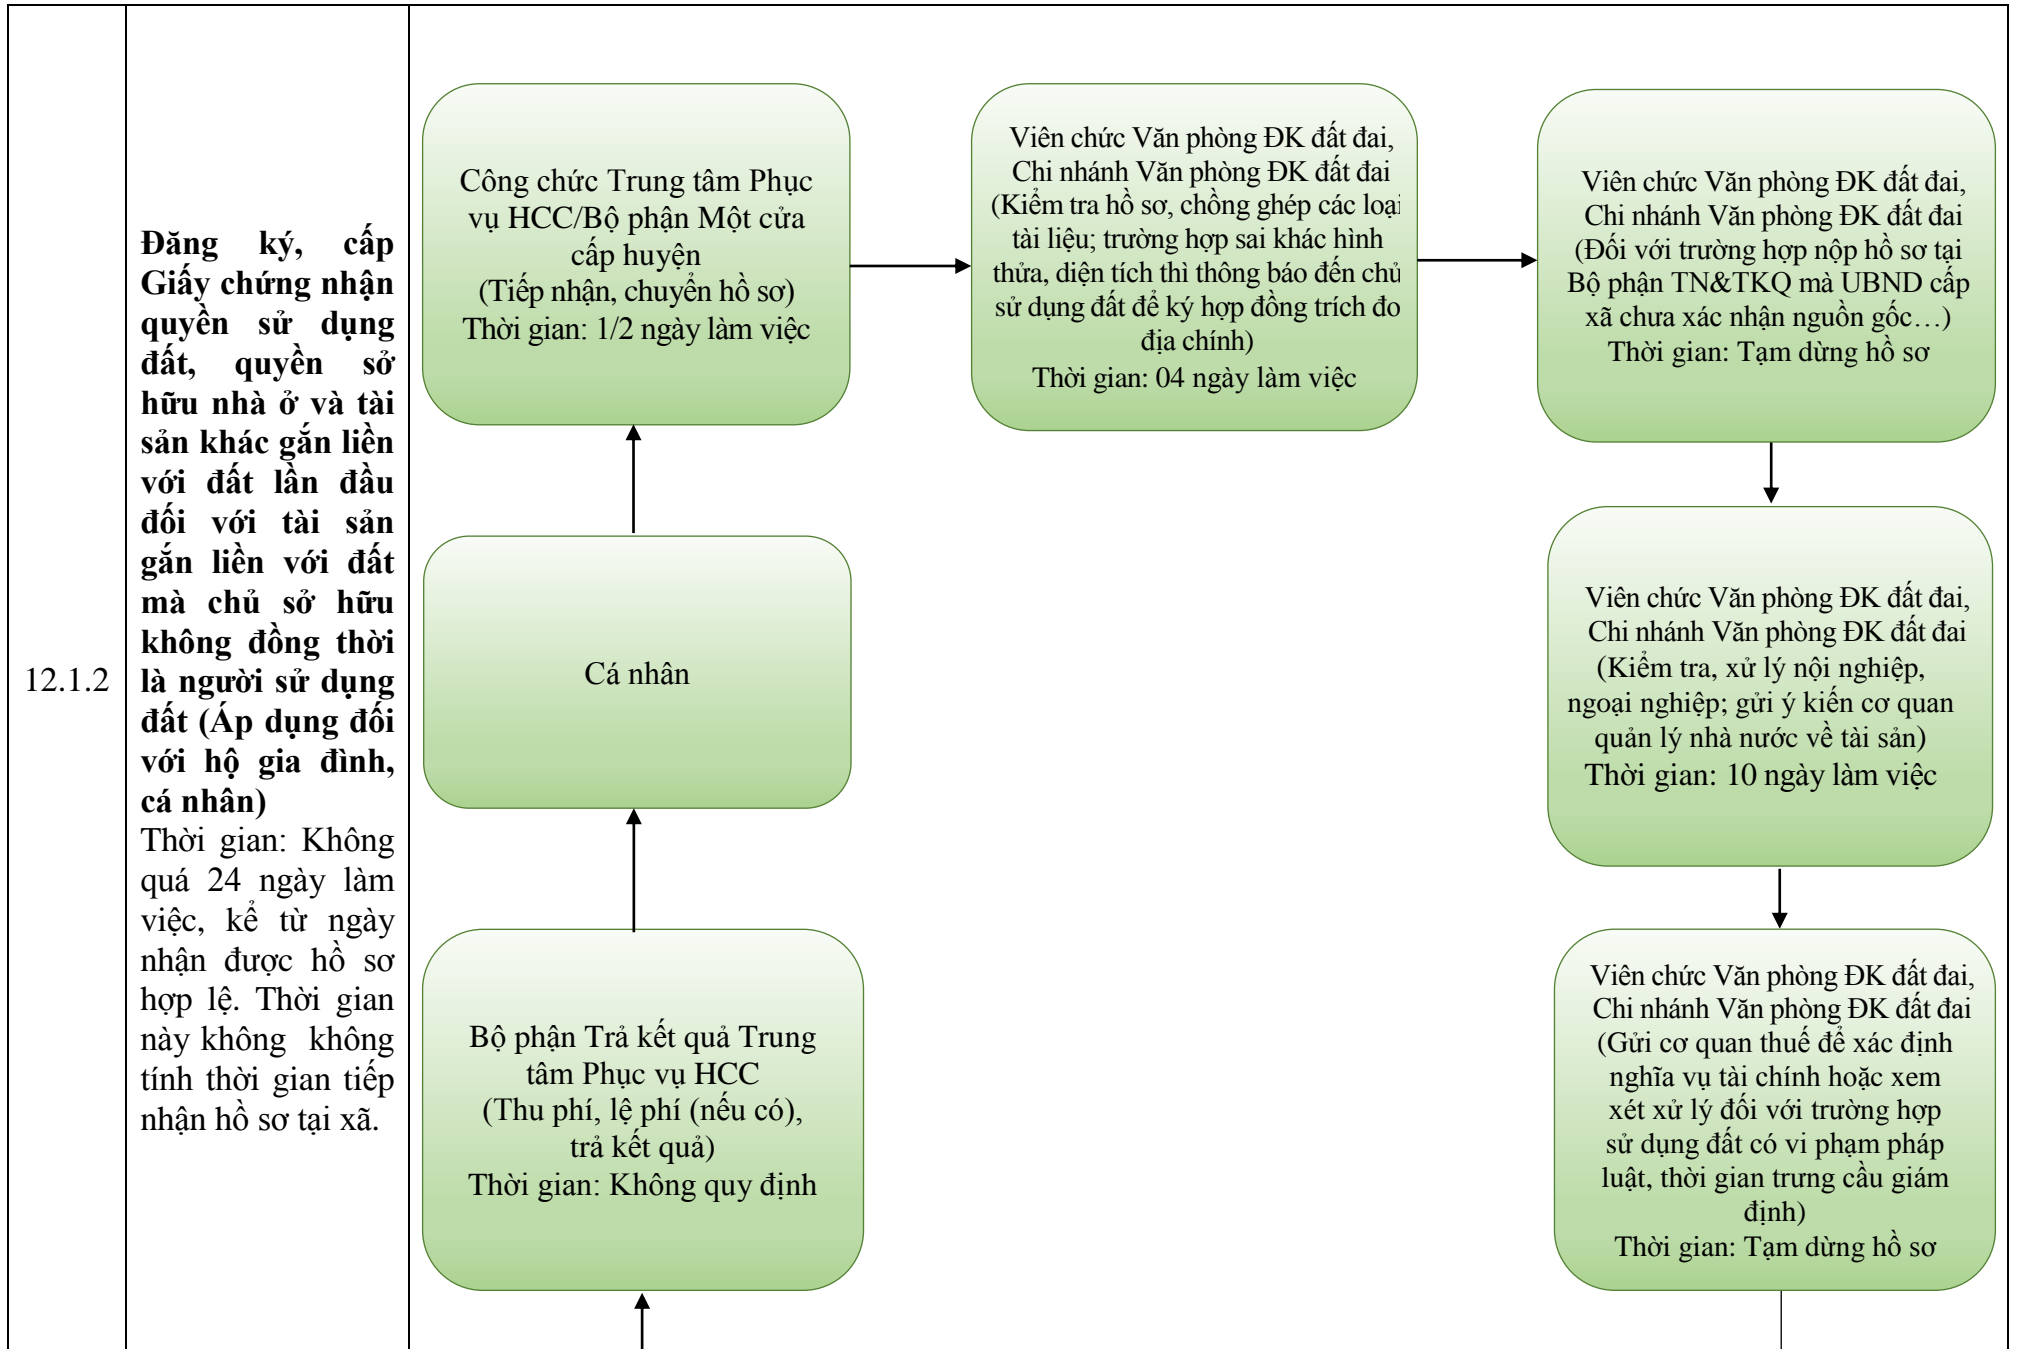 12.1.2
Đăng ký, cấp
Giấy chứng nhận
quyền sử dụng
đất, quyền sở
hữu nhà ở và tài
sản khác gắn liền
với đất lần đầu
đối với tài sản
gắn liền với đất
mà chủ sở hữu
không đồng thời
là người sử dụng
đất (Áp dụng đối
với hộ gia đình,
cá nhân)
Thời gian: Không
quá 24 ngày làm
việc, kể từ ngày
nhận được hồ sơ
hợp lệ. Thời gian
này không không
tính thời gian tiếp
nhận hồ sơ tại xã.
Công chức Trung tâm Phục
vụ HCC/Bộ phận Một cửa
cấp huyện
(Tiếp nhận, chuyển hồ sơ)
Thời gian: 1/2 ngày làm việc
Viên chức Văn phòng ĐK đất đai,
Chi nhánh Văn phòng ĐK đất đai
(Kiểm tra hồ sơ, chồng ghép các loại
tài liệu; trường hợp sai khác hình
thửa, diện tích thì thông báo đến chủ
sử dụng đất để ký hợp đồng trích đo
địa chính)
Thời gian: 04 ngày làm việc
Viên chức Văn phòng ĐK đất đai,
Chi nhánh Văn phòng ĐK đất đai
(Đối với trường hợp nộp hồ sơ tại
Bộ phận TN&TKQ mà UBND cấp
xã chưa xác nhận nguồn gốc…)
Thời gian: Tạm dừng hồ sơ
Viên chức Văn phòng ĐK đất đai,
Chi nhánh Văn phòng ĐK đất đai
(Kiểm tra, xử lý nội nghiệp,
ngoại nghiệp; gửi ý kiến cơ quan
quản lý nhà nước về tài sản)
Thời gian: 10 ngày làm việc
Viên chức Văn phòng ĐK đất đai,
Chi nhánh Văn phòng ĐK đất đai
(Gửi cơ quan thuế để xác định
nghĩa vụ tài chính hoặc xem
xét xử lý đối với trường hợp
sử dụng đất có vi phạm pháp
luật, thời gian trưng cầu giám
định)
Thời gian: Tạm dừng hồ sơ
Cá nhân
Bộ phận Trả kết quả Trung
tâm Phục vụ HCC
(Thu phí, lệ phí (nếu có),
trả kết quả)
Thời gian: Không quy định